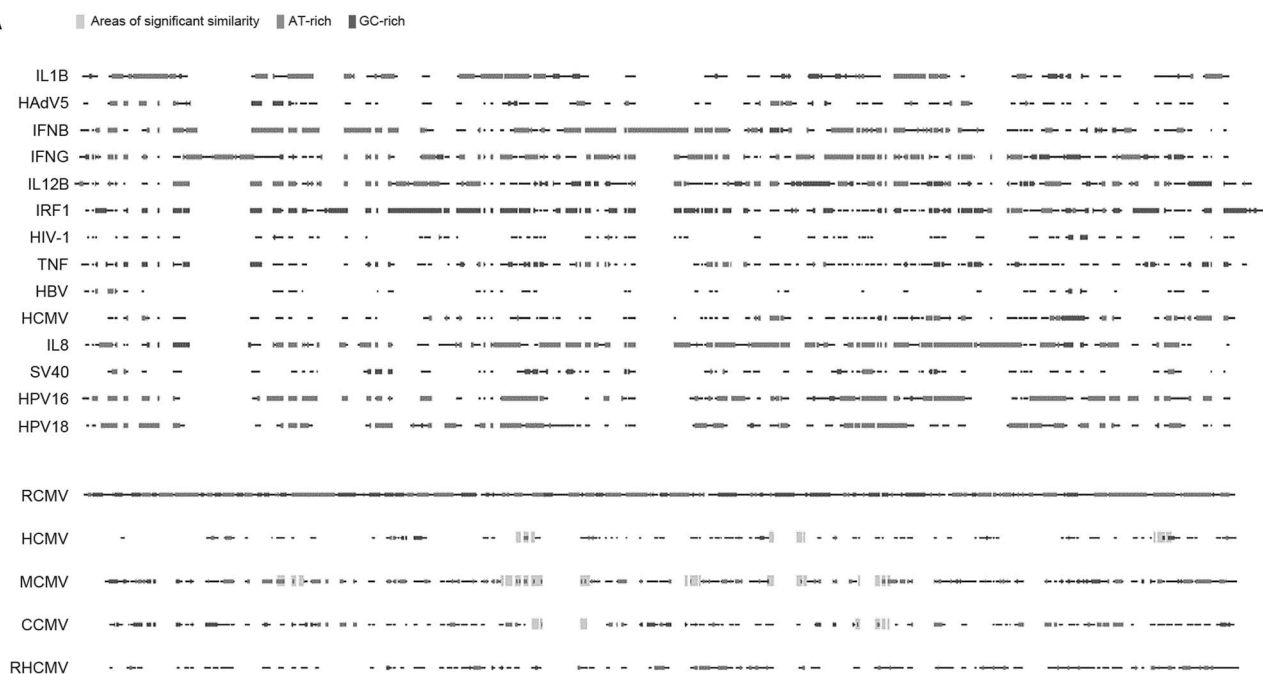 Areas of significant similarity AT-rich GC-rich
IL1B
HAdV5
IFNB
IFNG
IL12B
IRF1
HIV-1
TNF
HBV
HCMV
IL8
SV40
HPV16
HPV18
RCMV
HCMV
MCMV
CCMV
RHCMV